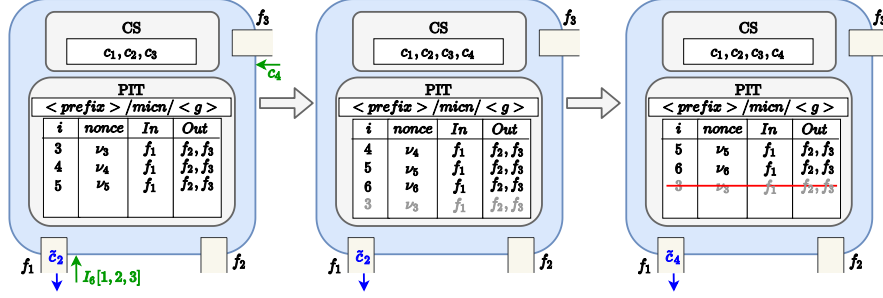 f₃
CS
c₁, c₂, c₃
c₄
PIT
< prefix > /micn/ < g >
i nonce In Out
3 ν₃ f₁ f₂, f₃
4 ν₄ f₁ f₂, f₃
5 ν₅ f₁ f₂, f₃
f₁ c̃₂ I₆[1, 2, 3] f₂
f₃
CS
c₁, c₂, c₃, c₄
PIT
< prefix > /micn/ < g >
i nonce In Out
4 ν₄ f₁ f₂, f₃
5 ν₅ f₁ f₂, f₃
6 ν₆ f₁ f₂, f₃
3 ν₃ f₁ f₂, f₃
f₁ c̃₂ f₂
f₃
CS
c₁, c₂, c₃, c₄
PIT
< prefix > /micn/ < g >
i nonce In Out
5 ν₅ f₁ f₂, f₃
6 ν₆ f₁ f₂, f₃
3 ν₃ f₁ f₂, f₃
f₁ c̃₄ f₂